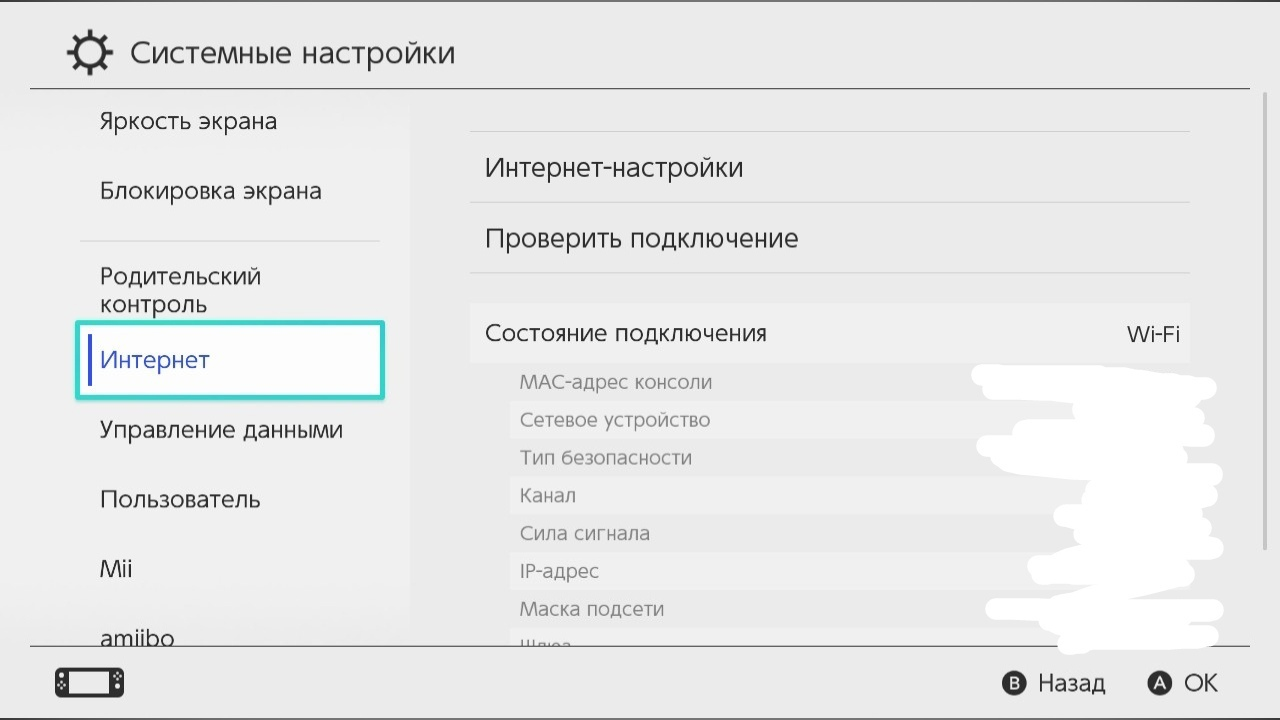 Системные настройки
Яркость экрана
Блокировка экрана
Родительский
контроль
Интернет
Управление данными
Пользователь
Mii
amiibo
Интернет-настройки
Проверить подключение
Состояние подключения Wi-Fi
MAC-адрес консоли
Сетевое устройство
Тип безопасности
Канал
Сила сигнала
IP-адрес
Маска подсети
Шлюз
B Назад A OK